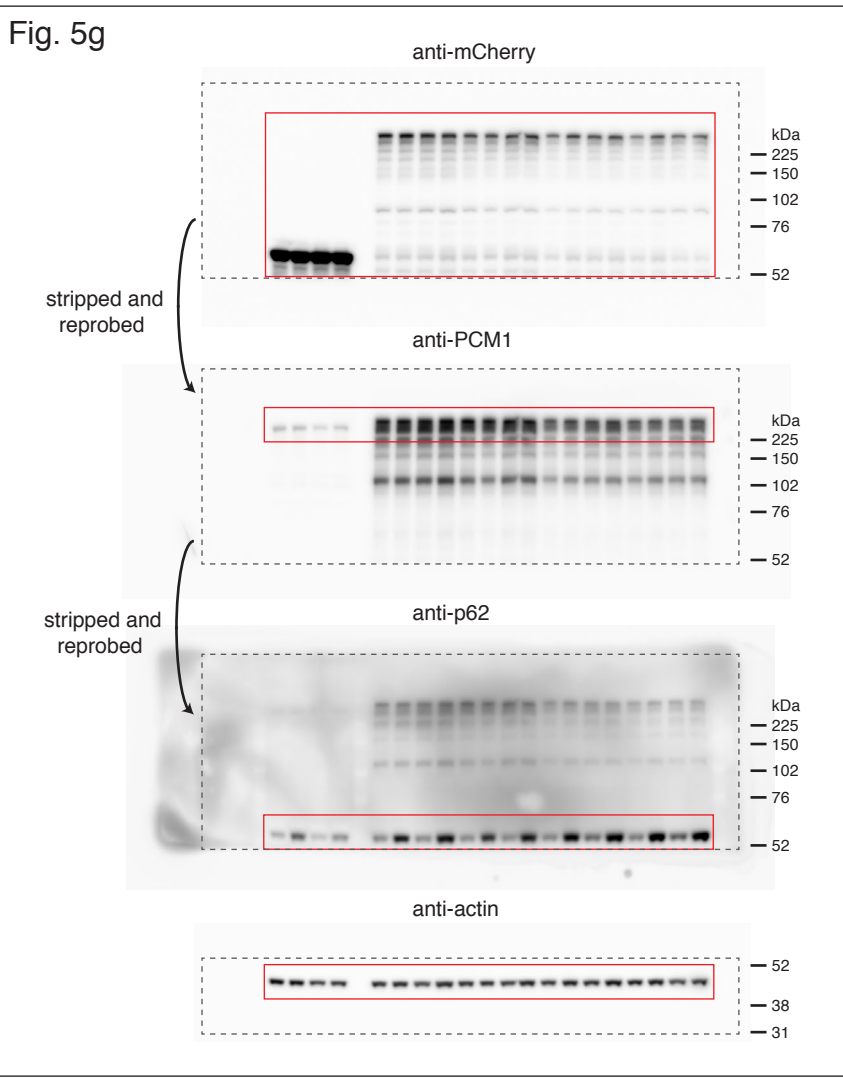 Fig. 5g
anti-mCherry
kDa
225
150
102
76
52
stripped and
reprobed
anti-PCM1
kDa
225
150
102
76
52
stripped and
reprobed
anti-p62
kDa
225
150
102
76
52
anti-actin
52
38
31